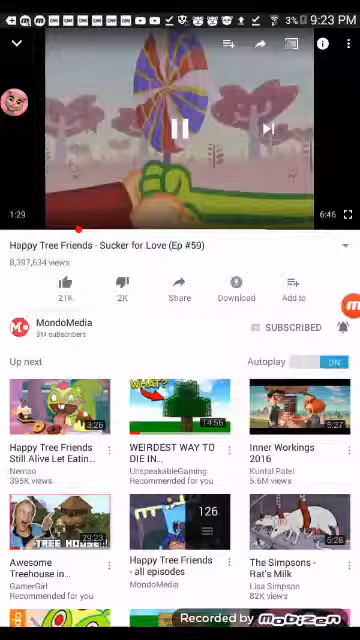 3% 9:23 PM
1:29
6:46
Happy Tree Friends - Sucker for Love (Ep #59)
8,397,634 views
21K
2K
Share
Download
Add to
MondoMedia
3M subscribers
SUBSCRIBED
Up next
Autoplay
ON
3:26
WHAT?
14:56
5:27
Happy Tree Friends
Still Alive Let Eatin...
Nemao
395K views
WEIRDEST WAY TO
DIE IN...
UnspeakableGaming
Recommended for you
Inner Workings
2016
Kuntal Patel
5.6M views
TREE HOUSE!
29:23
126
5:28
Awesome
Treehouse in...
GamerGirl
Recommended for you
Happy Tree Friends
- all episodes
MondoMedia
The Simpsons -
Rat's Milk
Lisa Simpson
82K views
Recorded by Mobizen